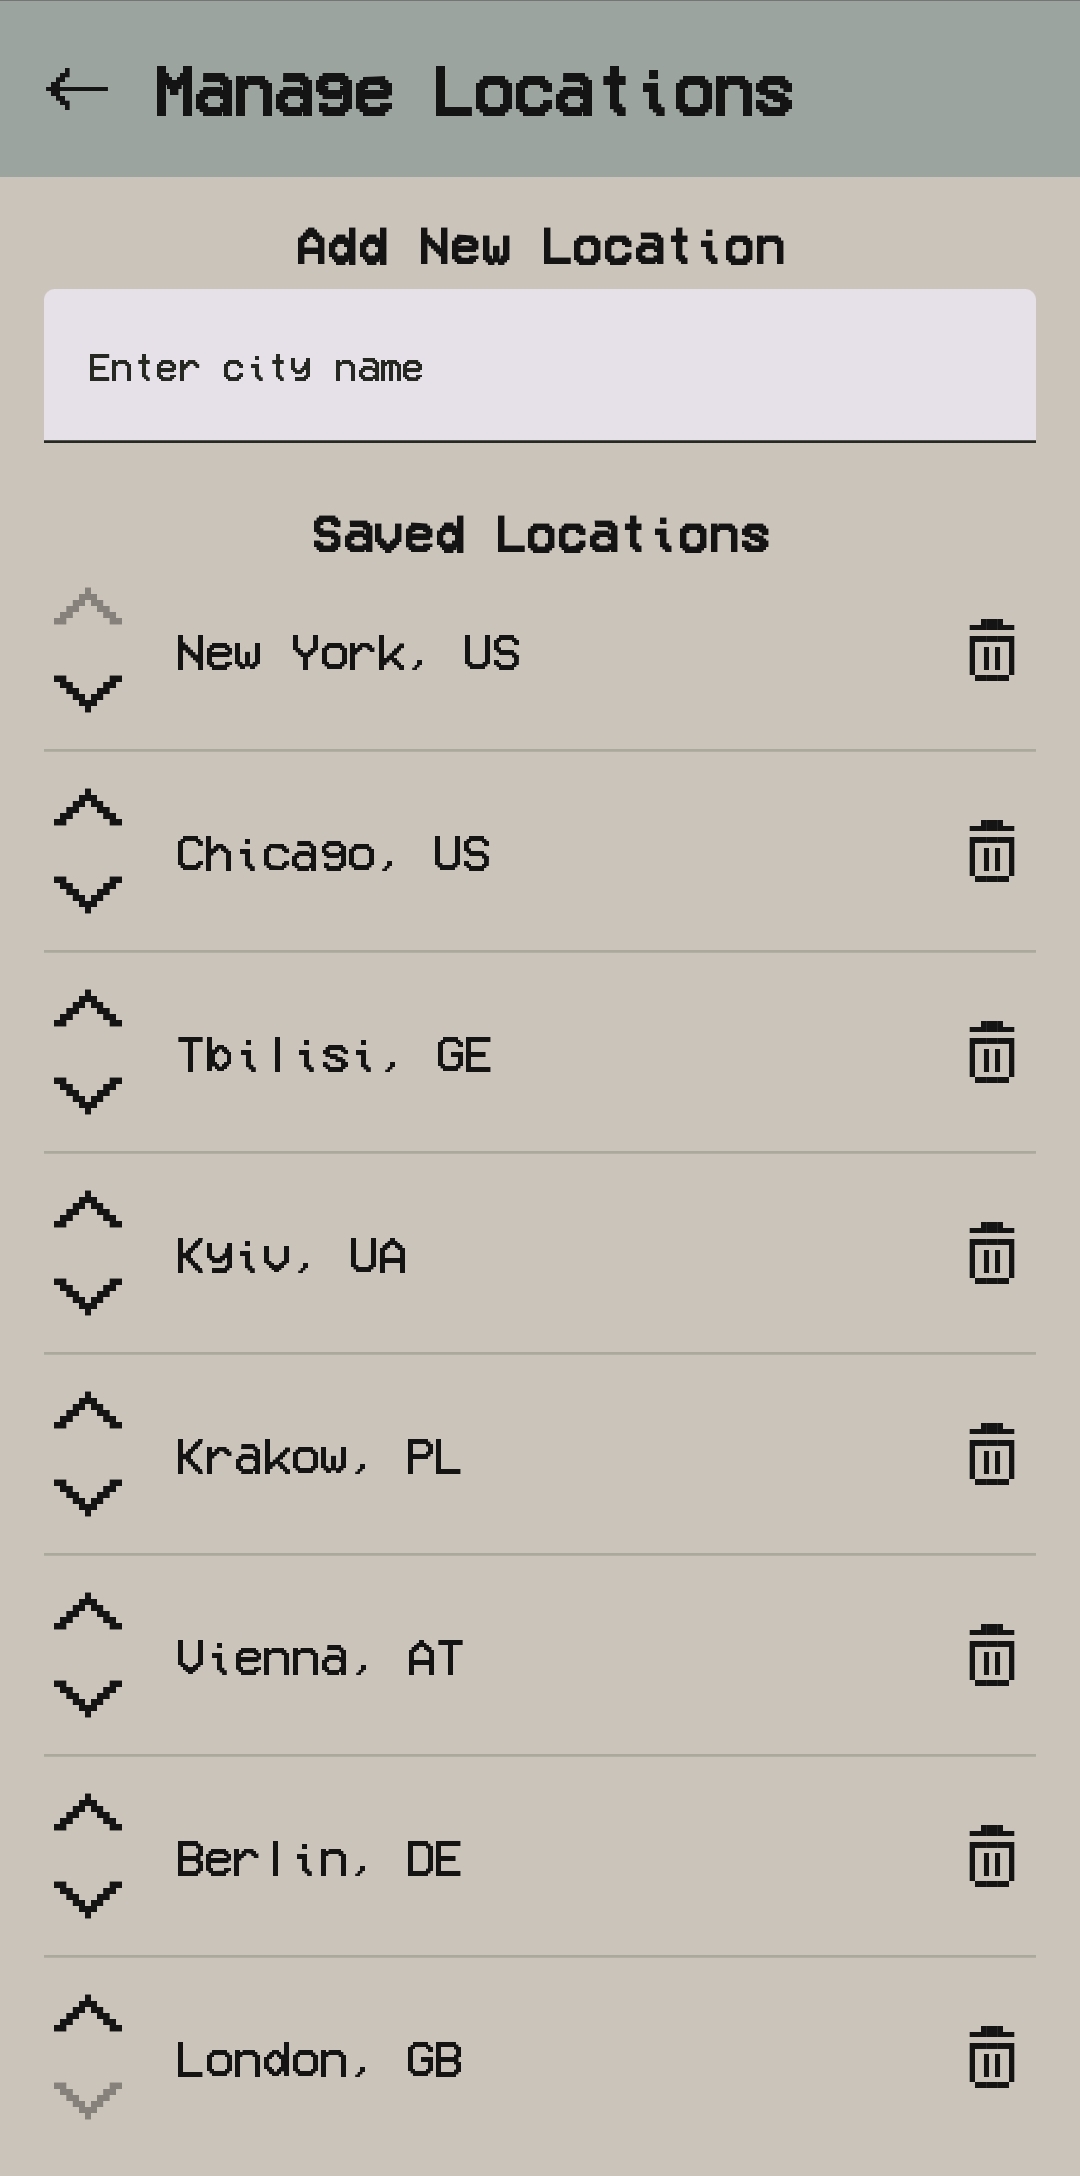 Manage Locations
Add New Location
Enter city name
Saved Locations
New York, US
Chicago, US
Tbilisi, GE
Kyiv, UA
Krakow, PL
Vienna, AT
Berlin, DE
London, GB